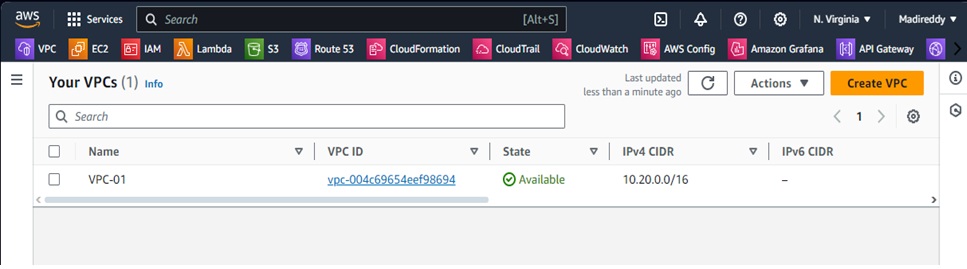 aws Services Search [Alt+S] N. Virginia Madireddy
VPC EC2 IAM Lambda S3 Route 53 CloudFormation CloudTrail CloudWatch AWS Config Amazon Grafana API Gateway
Your VPCs (1) Info Last updated less than a minute ago Actions Create VPC
Search 1
Name VPC ID State IPv4 CIDR IPv6 CIDR
VPC-01 vpc-004c69654eef98694 Available 10.20.0.0/16 –